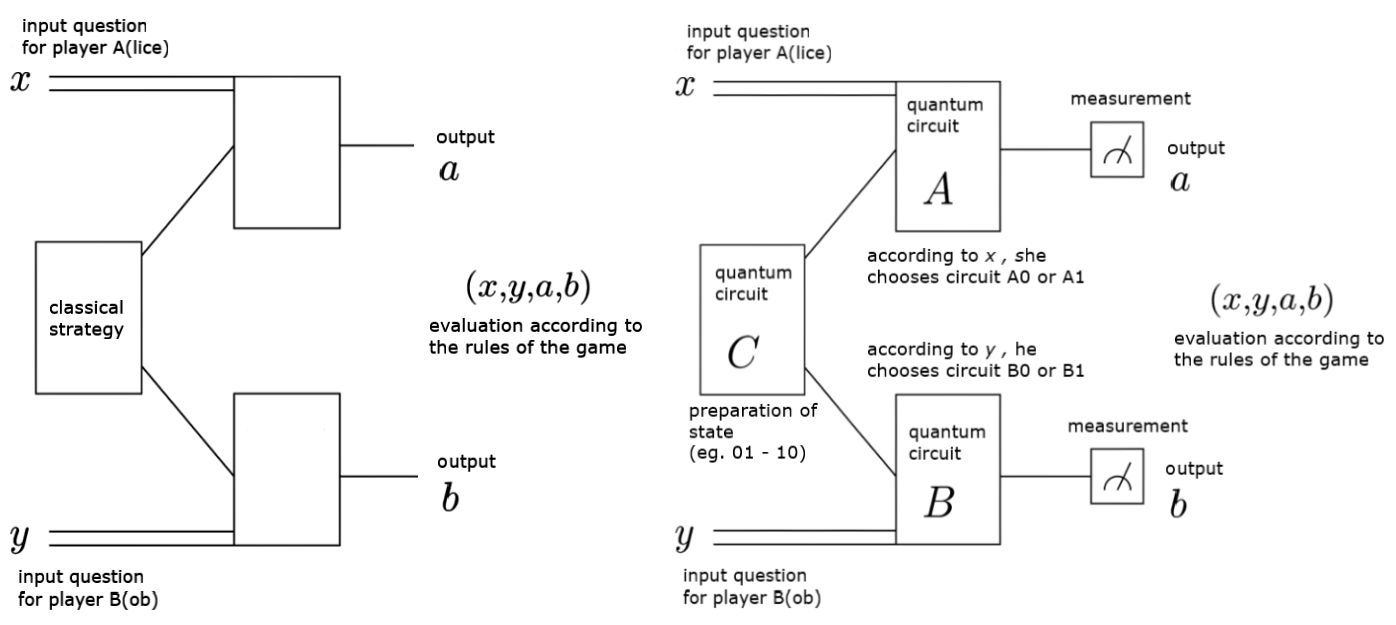 input question
for player A(lice)
x
output
a
classical
strategy
(x,y,a,b)
evaluation according to
the rules of the game
output
b
y
input question
for player B(ob)
input question
for player A(lice)
x
quantum
circuit
A
measurement
output
a
according to x , she
chooses circuit A0 or A1
quantum
circuit
C
preparation of
state
(eg. 01 - 10)
(x,y,a,b)
evaluation according to
the rules of the game
according to y , he
chooses circuit B0 or B1
quantum
circuit
B
measurement
output
b
y
input question
for player B(ob)